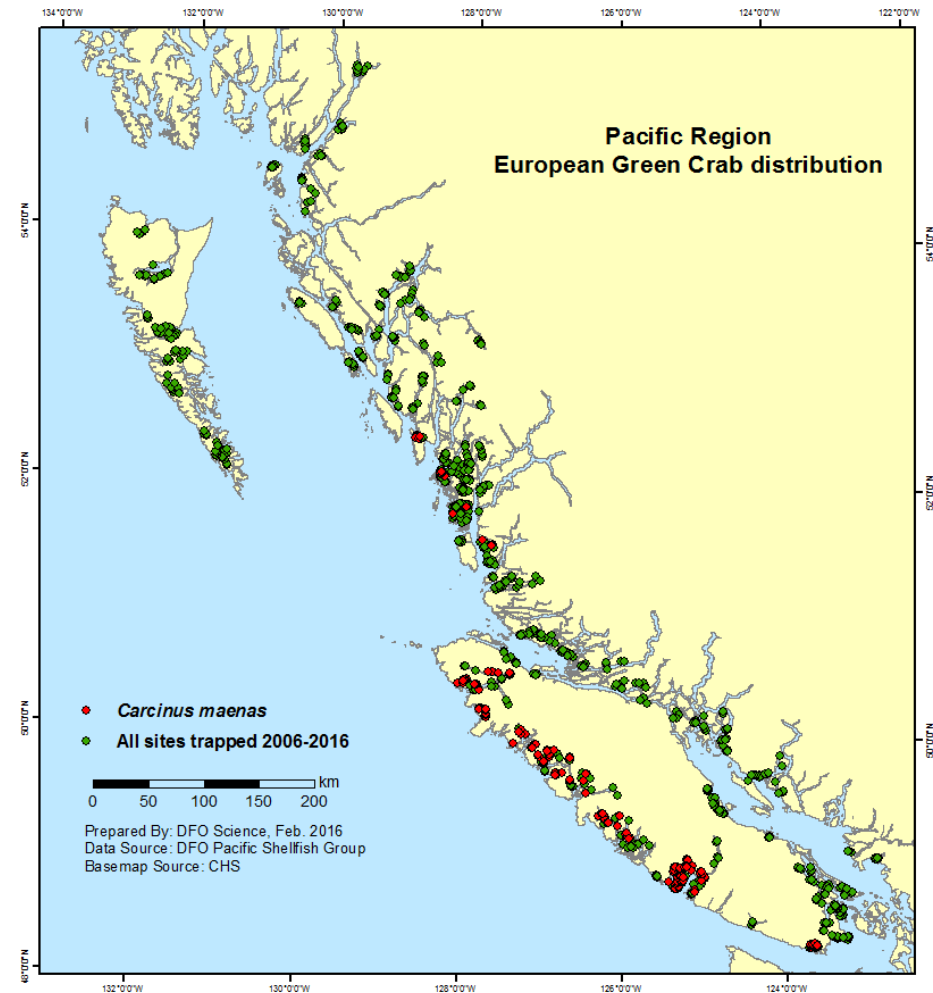 134°0'0"W 132°0'0"W 130°0'0"W 128°0'0"W 126°0'0"W 124°0'0"W 122°0'0"W
Pacific Region
European Green Crab distribution
54°0'0"N
54°0'0"N
52°0'0"N
52°0'0"N
Carcinus maenas
50°0'0"N
50°0'0"N
All sites trapped 2006-2016
km
0 50 100 150 200
Prepared By: DFO Science, Feb. 2016
Data Source: DFO Pacific Shellfish Group
Basemap Source: CHS
48°0'0"N
132°0'0"W 130°0'0"W 128°0'0"W 126°0'0"W 124°0'0"W